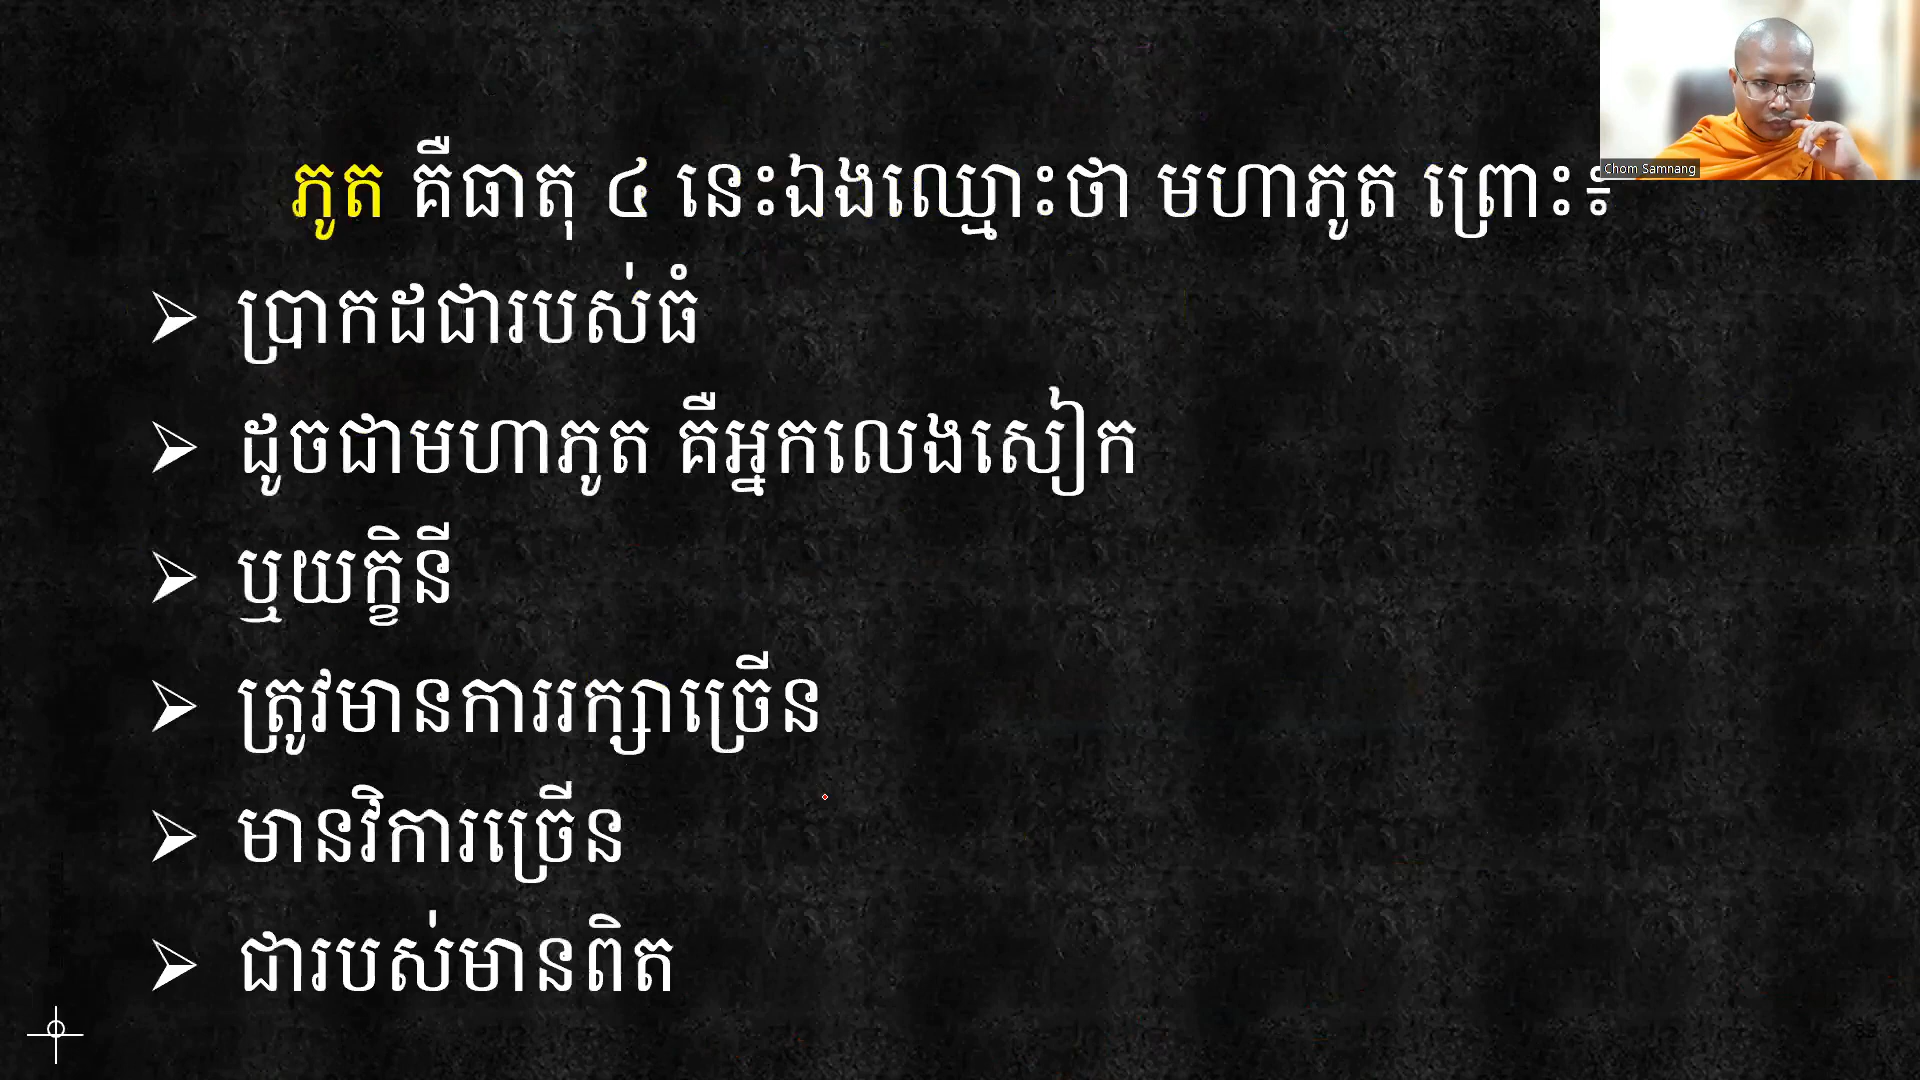 ភូត គឺធាតុ ៤ នេះឯងឈ្មោះថា មហាភូត ព្រោះ៖
Chom Samnang
ប្រាកដជារបស់ធំ
ដូចជាមហាភូត គឺអ្នកលេងសៀក
ឬយក្ខិនី
ត្រូវមានការរក្សាច្រើន
មានវិការច្រើន
ជារបស់មានពិត